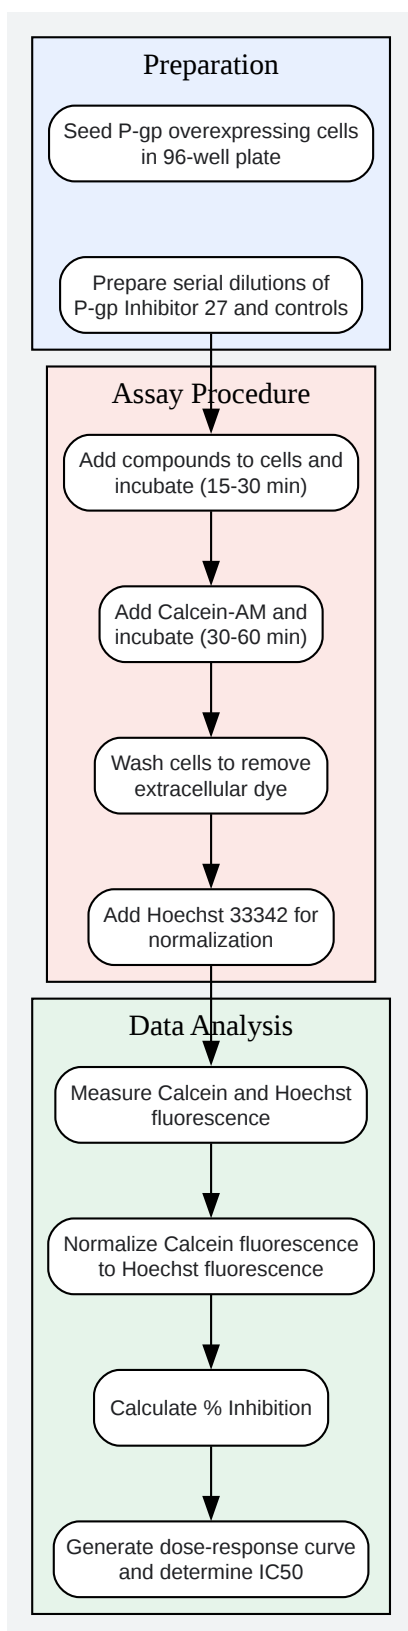 Preparation
Seed P-gp overexpressing cells
in 96-well plate
Prepare serial dilutions of
P-gp Inhibitor 27 and controls
Assay Procedure
Add compounds to cells and
incubate (15-30 min)
Add Calcein-AM and
incubate (30-60 min)
Wash cells to remove
extracellular dye
Add Hoechst 33342 for
normalization
Data Analysis
Measure Calcein and Hoechst
fluorescence
Normalize Calcein fluorescence
to Hoechst fluorescence
Calculate % Inhibition
Generate dose-response curve
and determine IC50